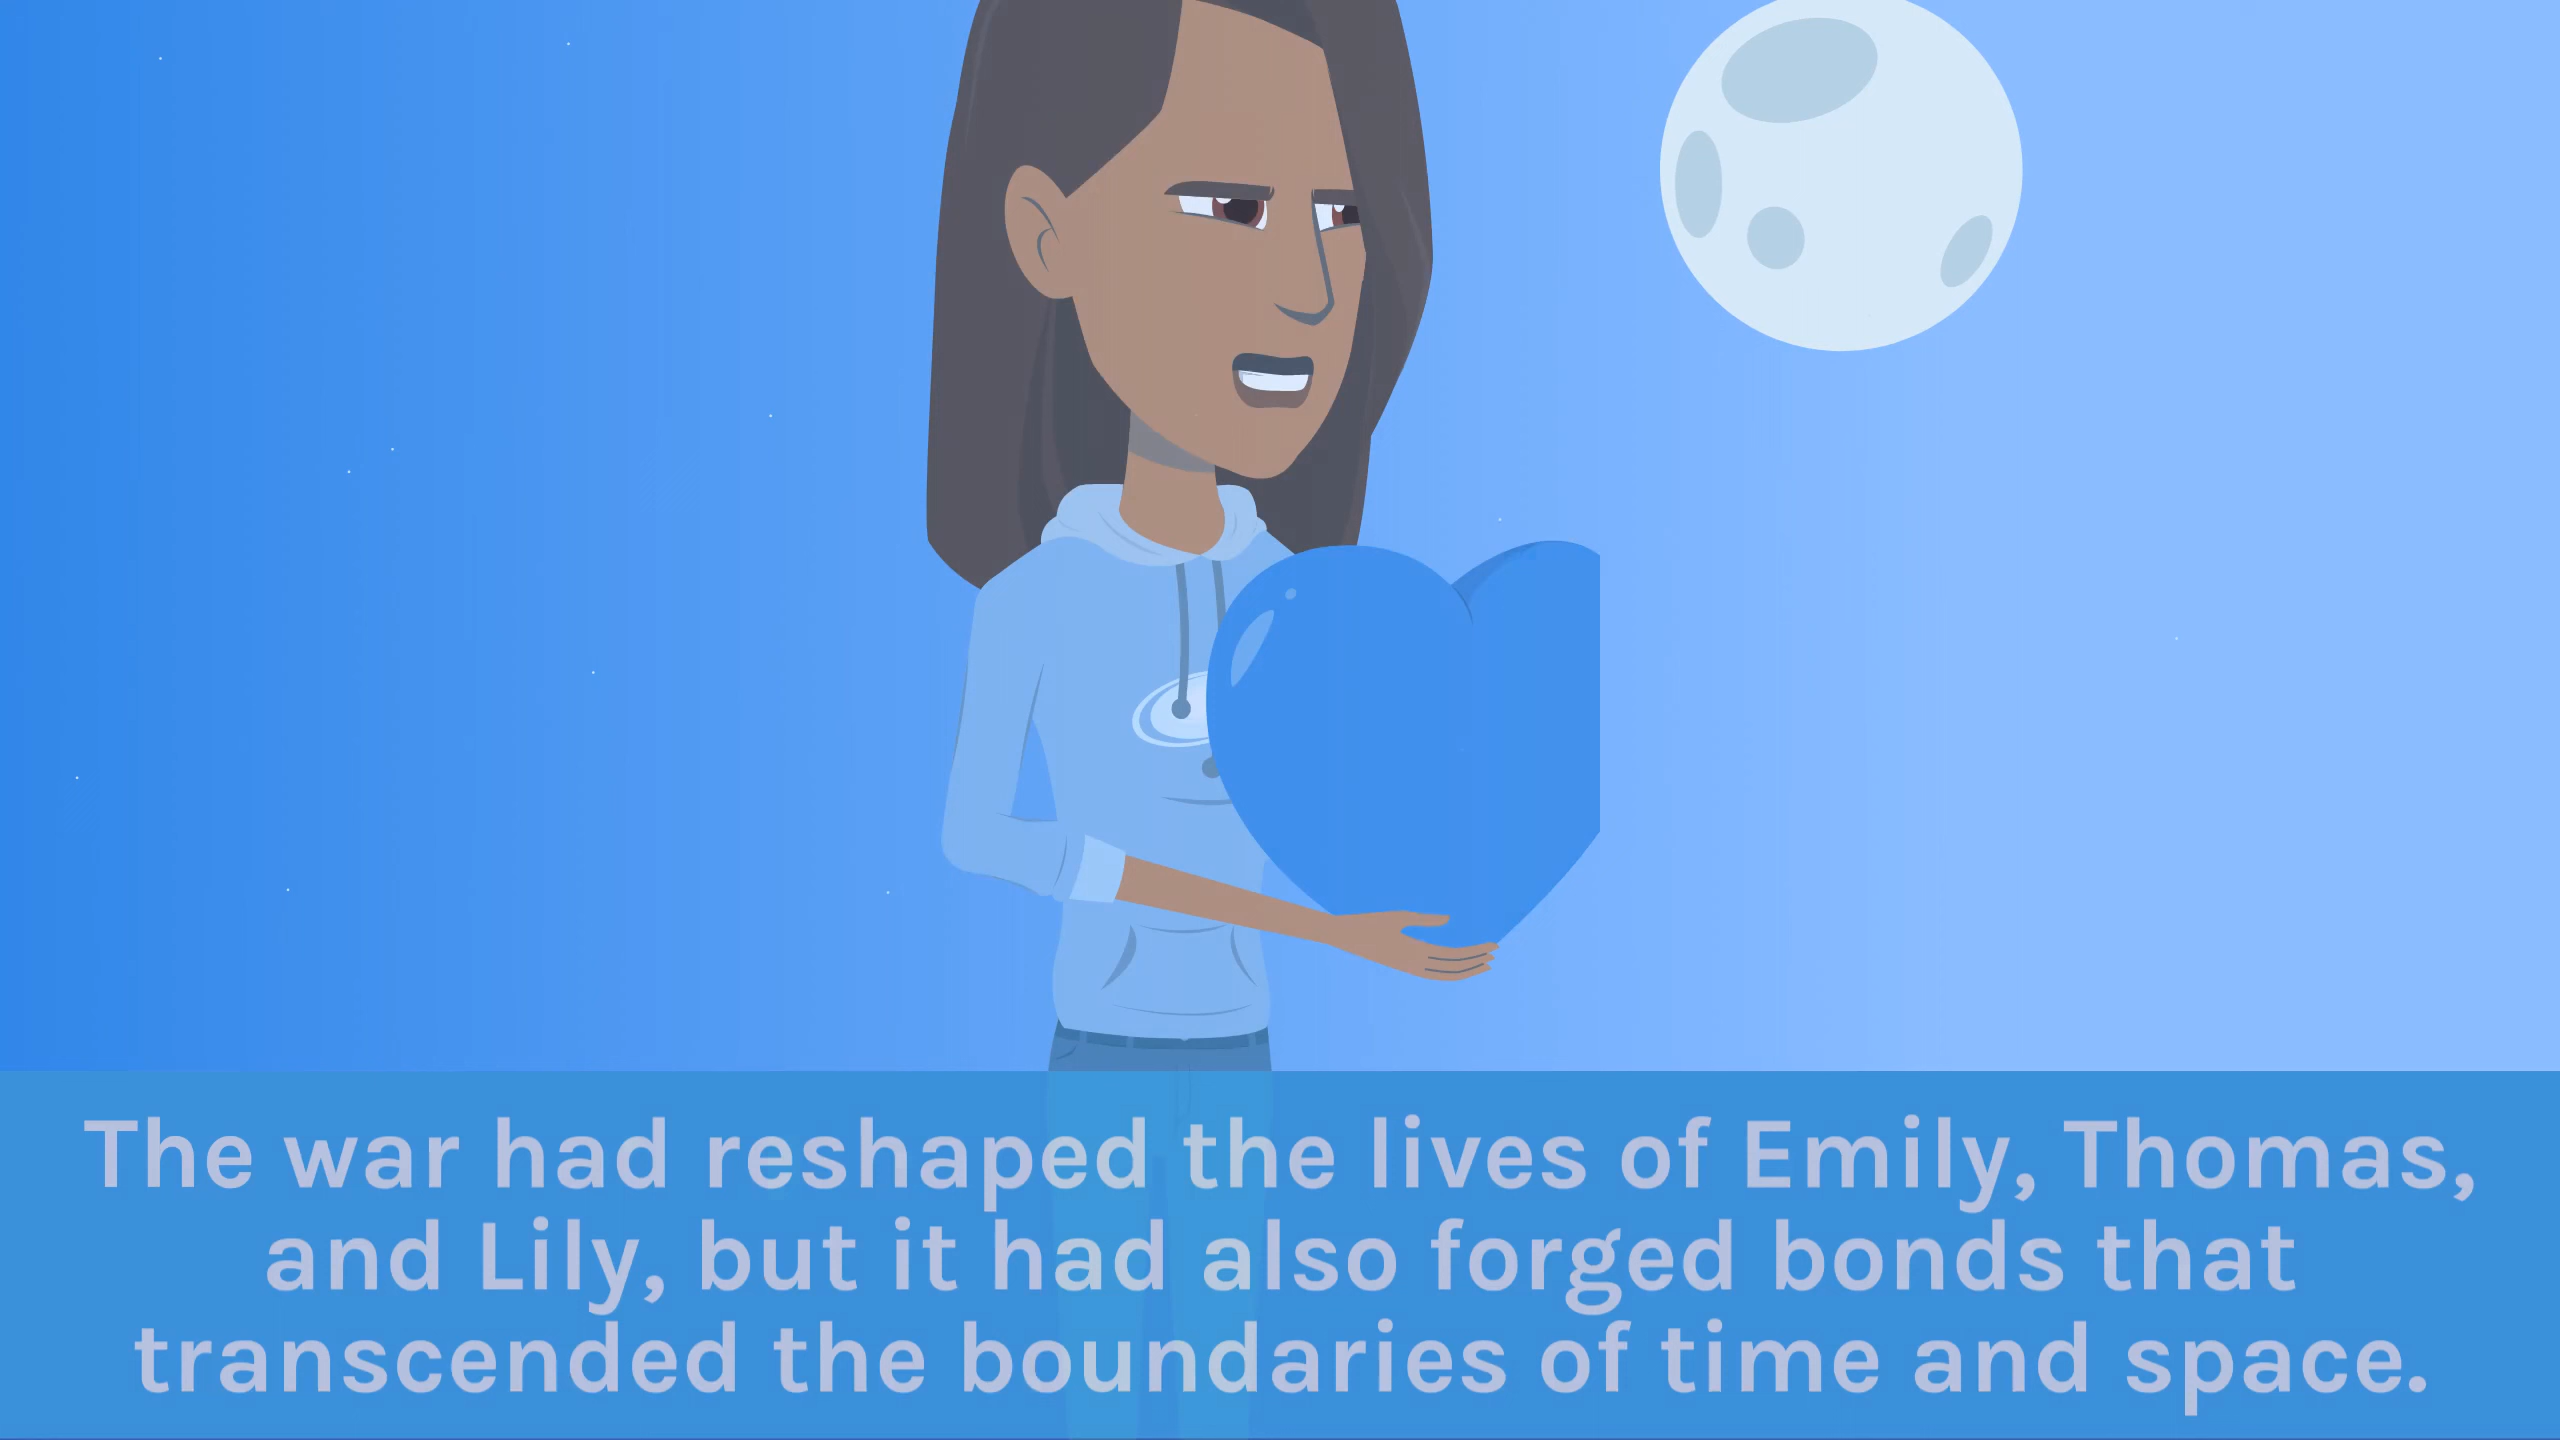 The war had reshaped the lives of Emily, Thomas,
and Lily, but it had also forged bonds that
transcended the boundaries of time and space.